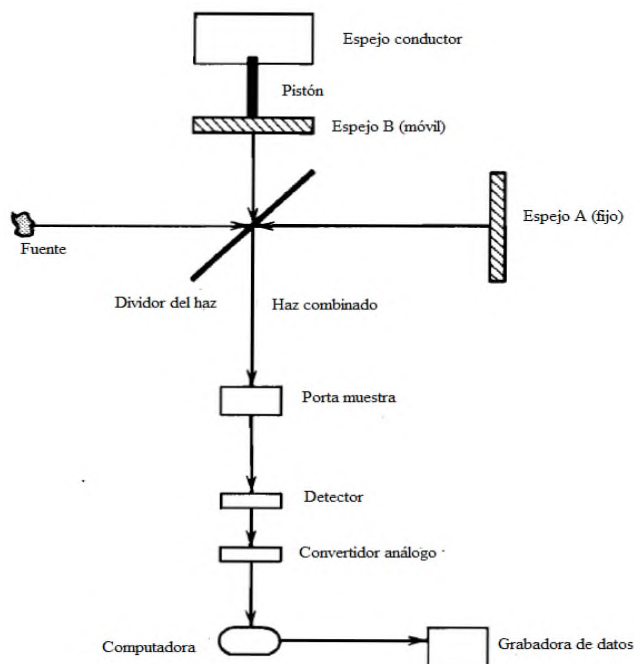 Espejo conductor
Pistón
Espejo B (móvil)
Espejo A (fijo)
Fuente
Dividor del haz
Haz combinado
Porta muestra
Detector
Convertidor análogo
Computadora
Grabadora de datos